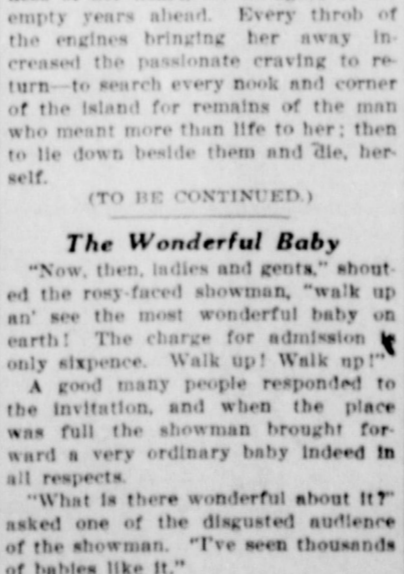 empty years ahead. Every throb of
the engines bringing her away in-
creased the passionate craving to re-
turn—to search every nook and corner
of the island for remains of the man
who meant more than life to her; then
to lie down beside them and die, her-
self.
(TO BE CONTINUED.)
The Wonderful Baby
"Now, then, ladies and gents," shout-
ed the rosy-faced showman, "walk up
an' see the most wonderful baby on
earth! The charge for admission is
only sixpence. Walk up! Walk up!"
A good many people responded to
the invitation, and when the place
was full the showman brought for-
ward a very ordinary baby indeed in
all respects.
"What is there wonderful about it?"
asked one of the disgusted audience
of the showman. "I've seen thousands
of babies like it."